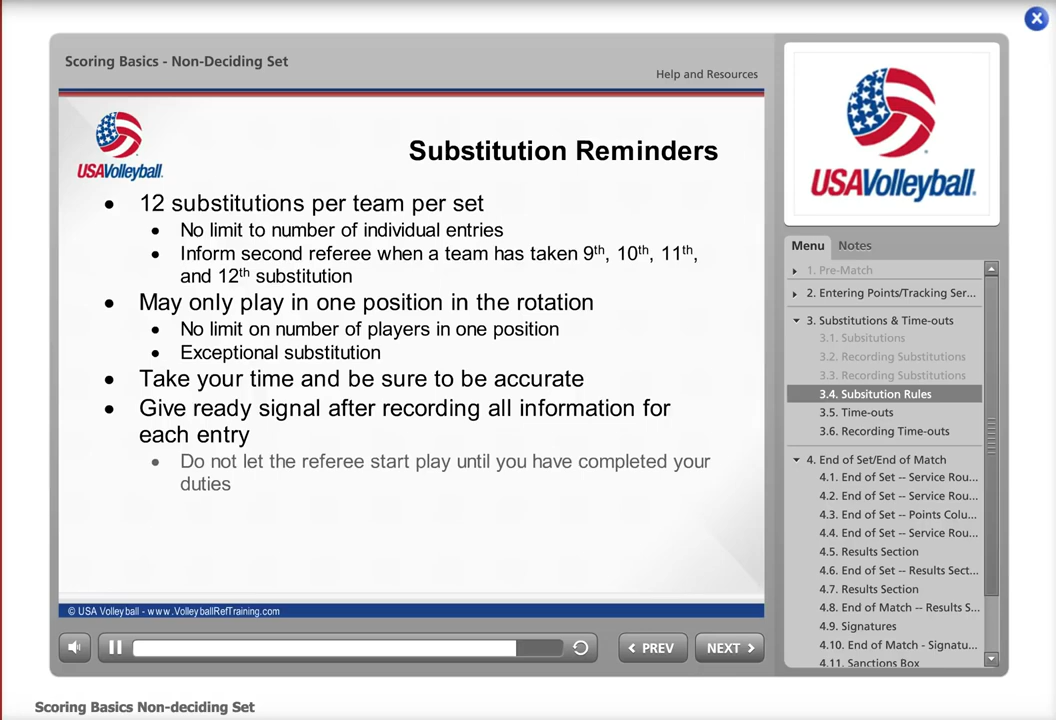 Scoring Basics - Non-Deciding Set
Help and Resources
USAVolleyball.
Substitution Reminders
• 12 substitutions per team per set
• No limit to number of individual entries
• Inform second referee when a team has taken 9th, 10th, 11th,
and 12th substitution
• May only play in one position in the rotation
• No limit on number of players in one position
• Exceptional substitution
• Take your time and be sure to be accurate
• Give ready signal after recording all information for
each entry
• Do not let the referee start play until you have completed your
duties
© USA Volleyball - www.VolleyballRefTraining.com
PREV
NEXT
USAVolleyball.
Menu
Notes
1. Pre-Match
2. Entering Points/Tracking Ser...
3. Substitutions & Time-outs
3.1. Subsitutions
3.2. Recording Substitutions
3.3. Recording Substitutions
3.4. Subsitution Rules
3.5. Time-outs
3.6. Recording Time-outs
4. End of Set/End of Match
4.1. End of Set -- Service Rou...
4.2. End of Set -- Service Rou...
4.3. End of Set -- Points Colu...
4.4. End of Set -- Service Rou...
4.5. Results Section
4.6. End of Set -- Results Sect...
4.7. Results Section
4.8. End of Match -- Results S...
4.9. Signatures
4.10. End of Match - Signatu...
4.11. Sanctions Box
Scoring Basics Non-deciding Set